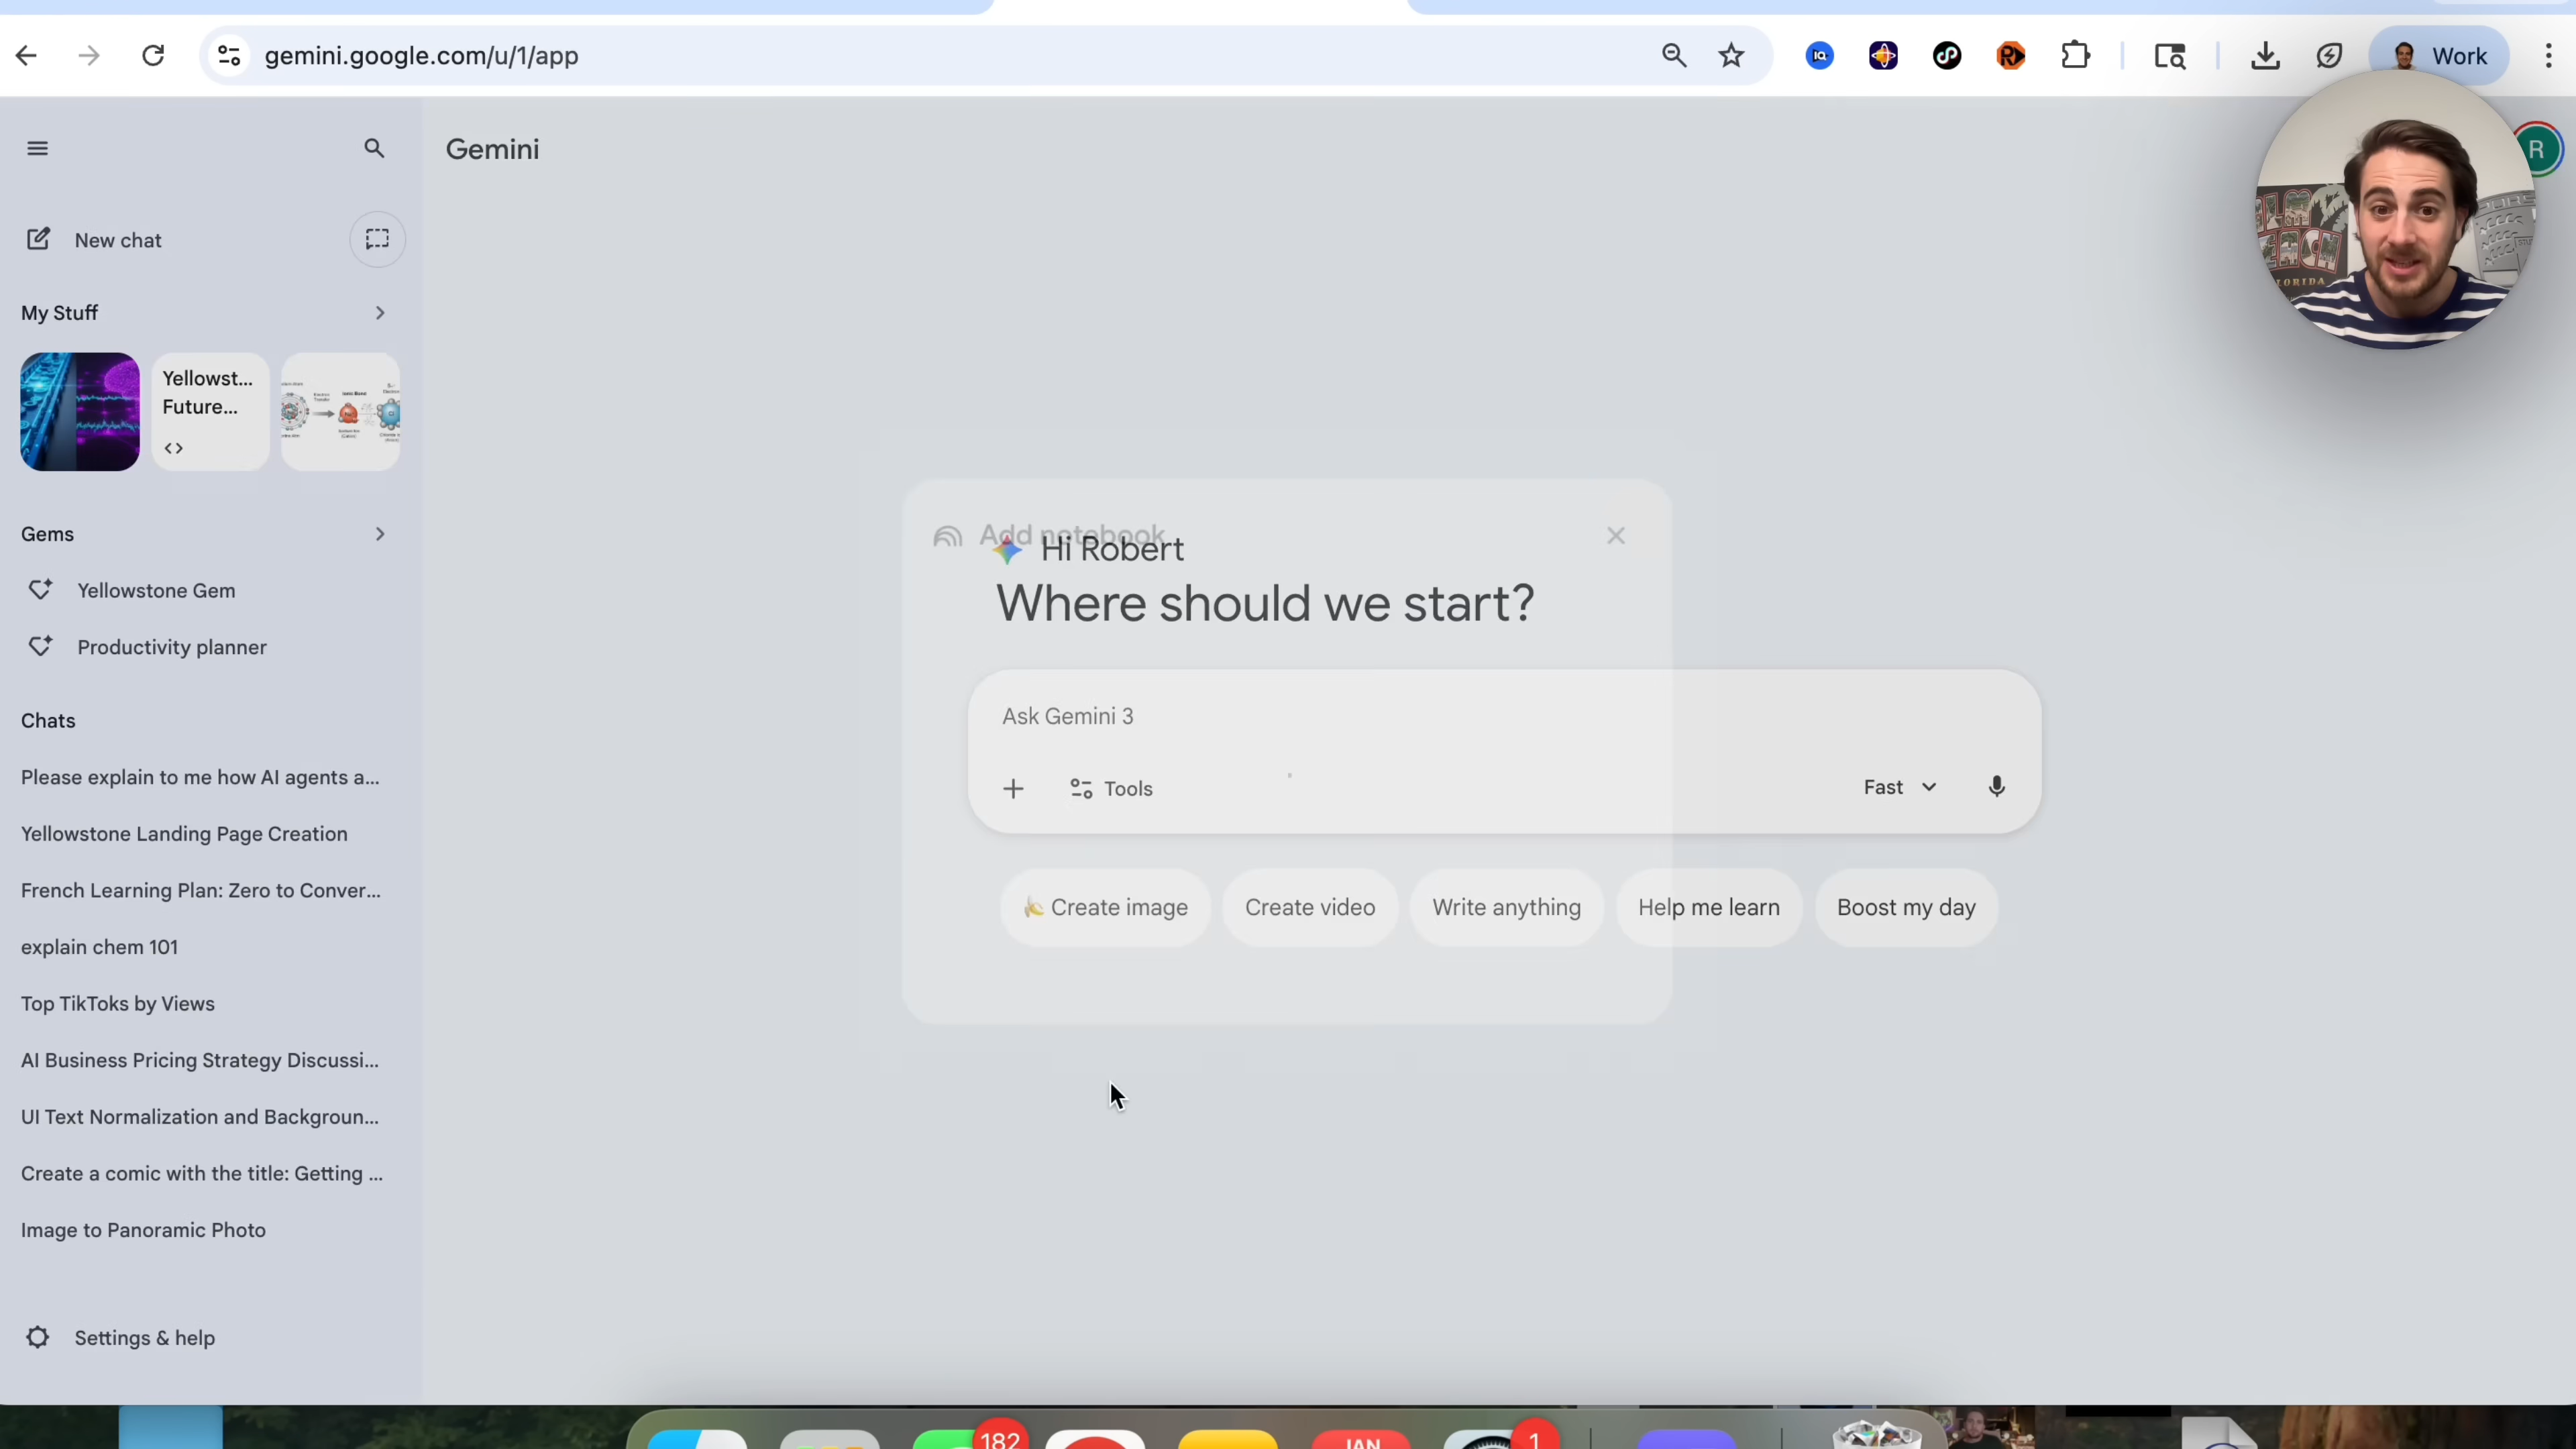 gemini.google.com/u/1/app
Work
Gemini
R
New chat
My Stuff
Yellowst...
Future...
Gems
Yellowstone Gem
Productivity planner
Chats
Please explain to me how AI agents a...
Yellowstone Landing Page Creation
French Learning Plan: Zero to Conver...
explain chem 101
Top TikToks by Views
AI Business Pricing Strategy Discussi...
UI Text Normalization and Backgroun...
Create a comic with the title: Getting ...
Image to Panoramic Photo
Settings & help
Add notebook
Hi Robert
Where should we start?
Ask Gemini 3
Tools
Fast
Create image
Create video
Write anything
Help me learn
Boost my day
182
JAN
1